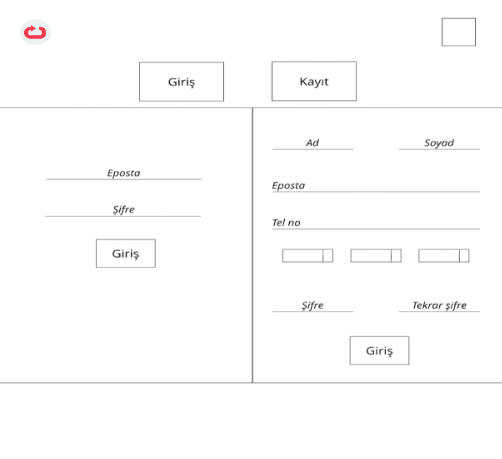 Giriş
Kayıt
Eposta
Şifre
Giriş
Ad
Soyad
Eposta
Tel no
Şifre
Tekrar şifre
Giriş